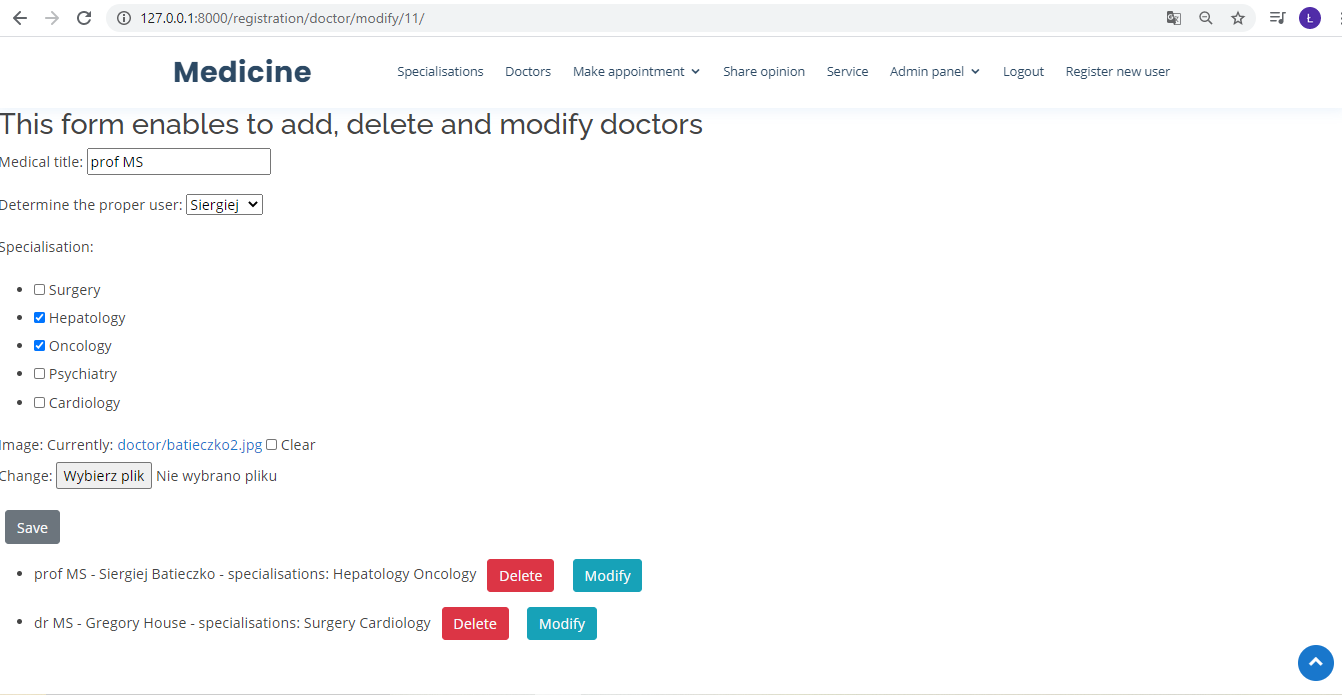 127.0.0.1:8000/registration/doctor/modify/11/
Ł
Medicine
Specialisations Doctors Make appointment Share opinion Service Admin panel Logout Register new user
This form enables to add, delete and modify doctors
Medical title: prof MS
Determine the proper user: Siergiej
Specialisation:
Surgery
Hepatology
Oncology
Psychiatry
Cardiology
Image: Currently: doctor/batieczko2.jpg Clear
Change: Wybierz plik Nie wybrano pliku
Save
prof MS - Siergiej Batieczko - specialisations: Hepatology Oncology Delete Modify
dr MS - Gregory House - specialisations: Surgery Cardiology Delete Modify